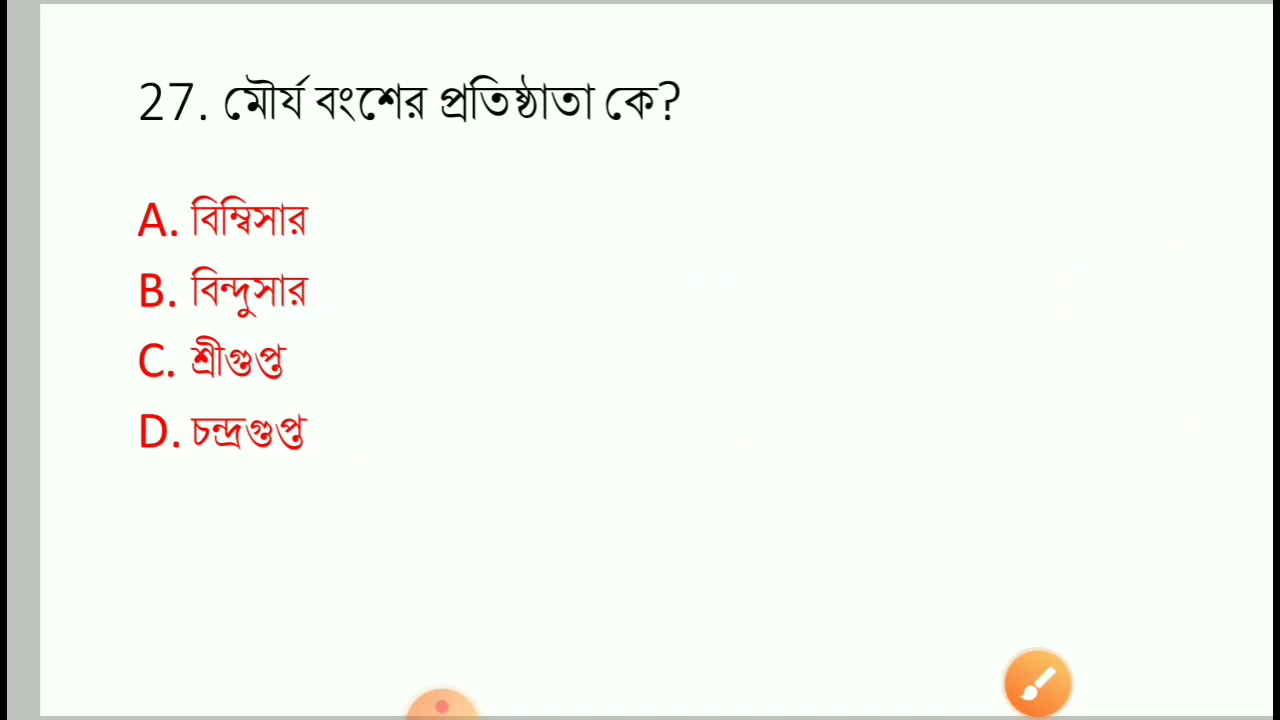 27. মৌর্য বংশের প্রতিষ্ঠাতা কে?
A. বিম্বিসার
B. বিন্দুসার
C. শ্রীগুপ্ত
D. চন্দ্রগুপ্ত